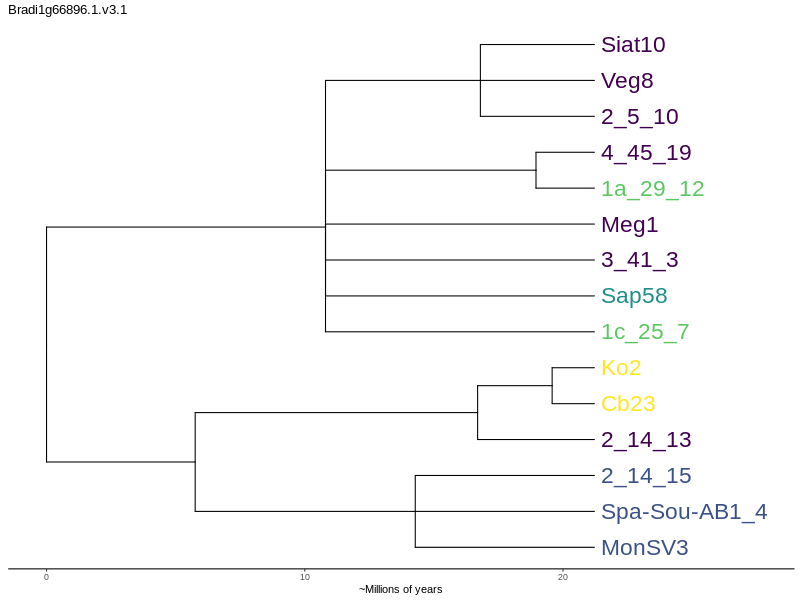 Bradi1g66896.1.v3.1
Siat10
Veg8
2_5_10
4_45_19
1a_29_12
Meg1
3_41_3
Sap58
1c_25_7
Ko2
Cb23
2_14_13
2_14_15
Spa-Sou-AB1_4
MonSV3
0 10 20
~Millions of years